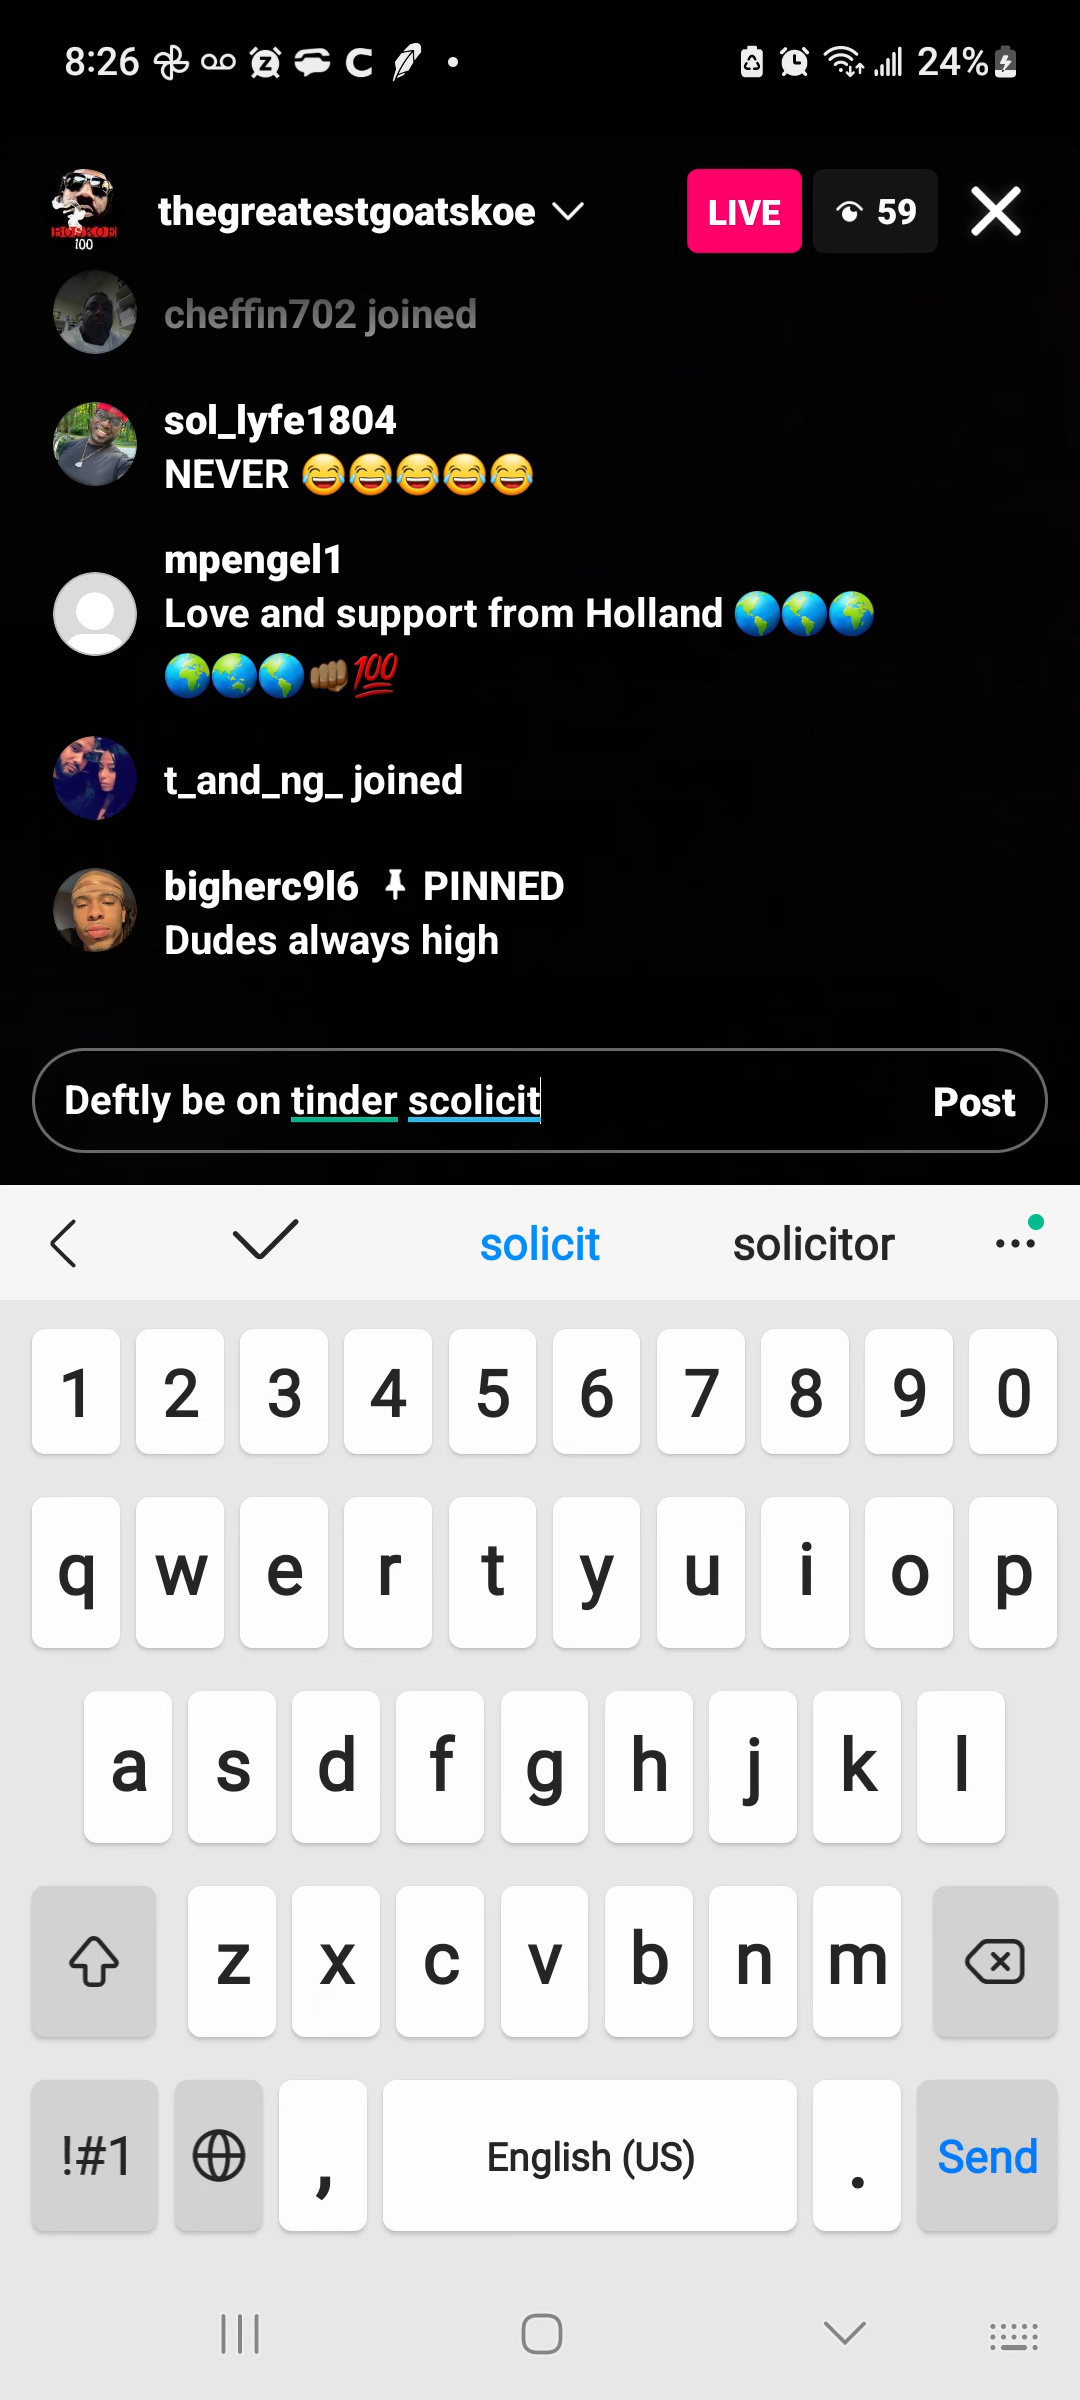 8:26 C 24%
thegreatestgoatskoe LIVE 59
BOSKOE
100
cheffin702 joined
sol_lyfe1804
NEVER 😂😂😂😂😂
mpengel1
Love and support from Holland 🌎🌎🌍
🌍🌏🌎👊🏾💯
t_and_ng_ joined
bigherc9l6 📌 PINNED
Dudes always high
Deftly be on tinder scolicit Post
solicit solicitor ...
1 2 3 4 5 6 7 8 9 0
q w e r t y u i o p
a s d f g h j k l
z x c v b n m
!#1 , English (US) . Send